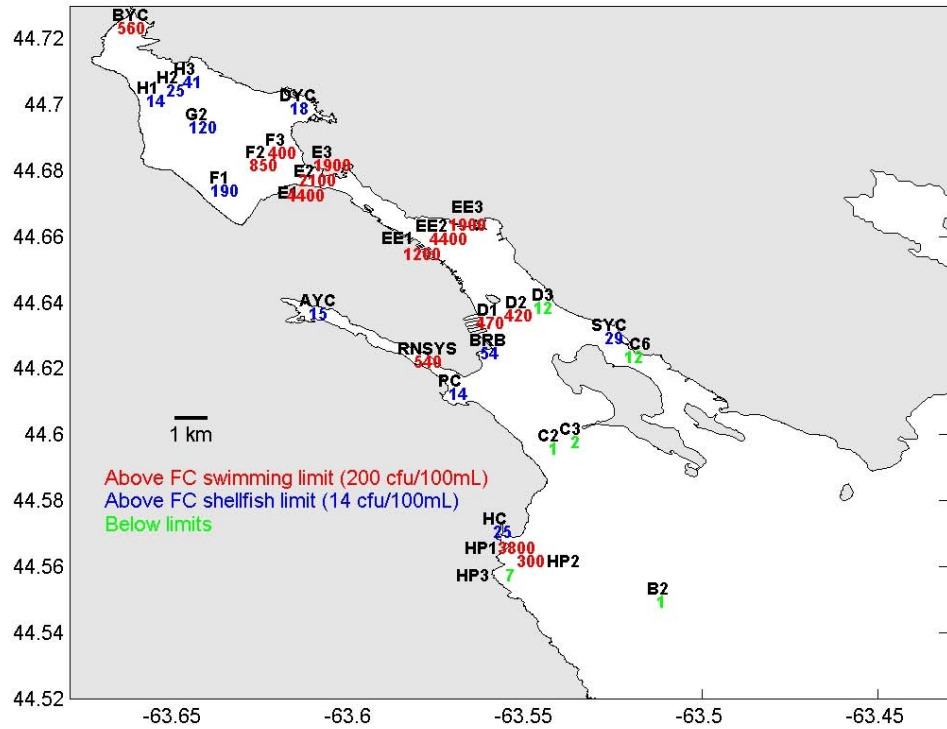 BYC
560
44.72
H3
H2
41
H1
25
14
44.7
DYC
18
G2
120
F3
400
F2
850
E3
1900
44.68
E2
2100
F1
190
E1
4400
EE3
1900
44.66
EE2
4400
EE1
1200
44.64
AYC
15
D3
12
D2
420
D1
470
SYC
29
BRB
54
C6
12
RNSYS
540
44.62
PC
14
1 km
44.6
C3
2
C2
1
Above FC swimming limit (200 cfu/100mL)
Above FC shellfish limit (14 cfu/100mL)
Below limits
44.58
HC
25
HP1 3800
44.56
300 HP2
HP3 7
B2
1
44.54
44.52
-63.65 -63.6 -63.55 -63.5 -63.45